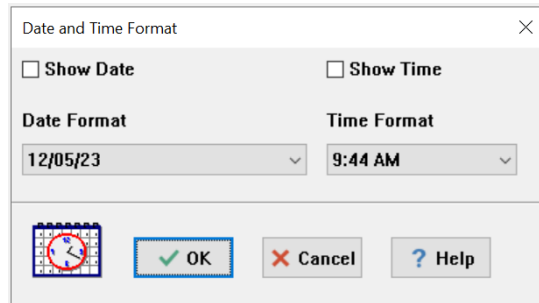 Date and Time Format
Show Date
Show Time
Date Format
Time Format
12/05/23
9:44 AM
OK
Cancel
? Help